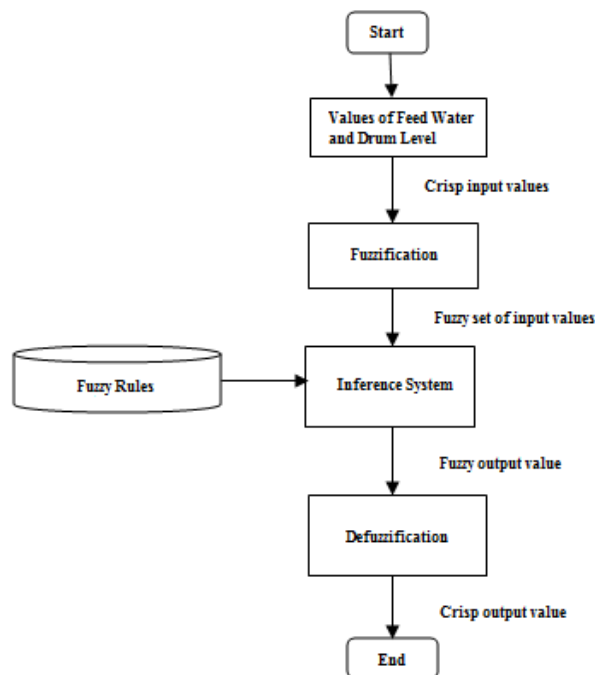 Start
Values of Feed Water
and Drum Level
Crisp input values
Fuzzification
Fuzzy set of input values
Fuzzy Rules
Inference System
Fuzzy output value
Defuzzification
Crisp output value
End